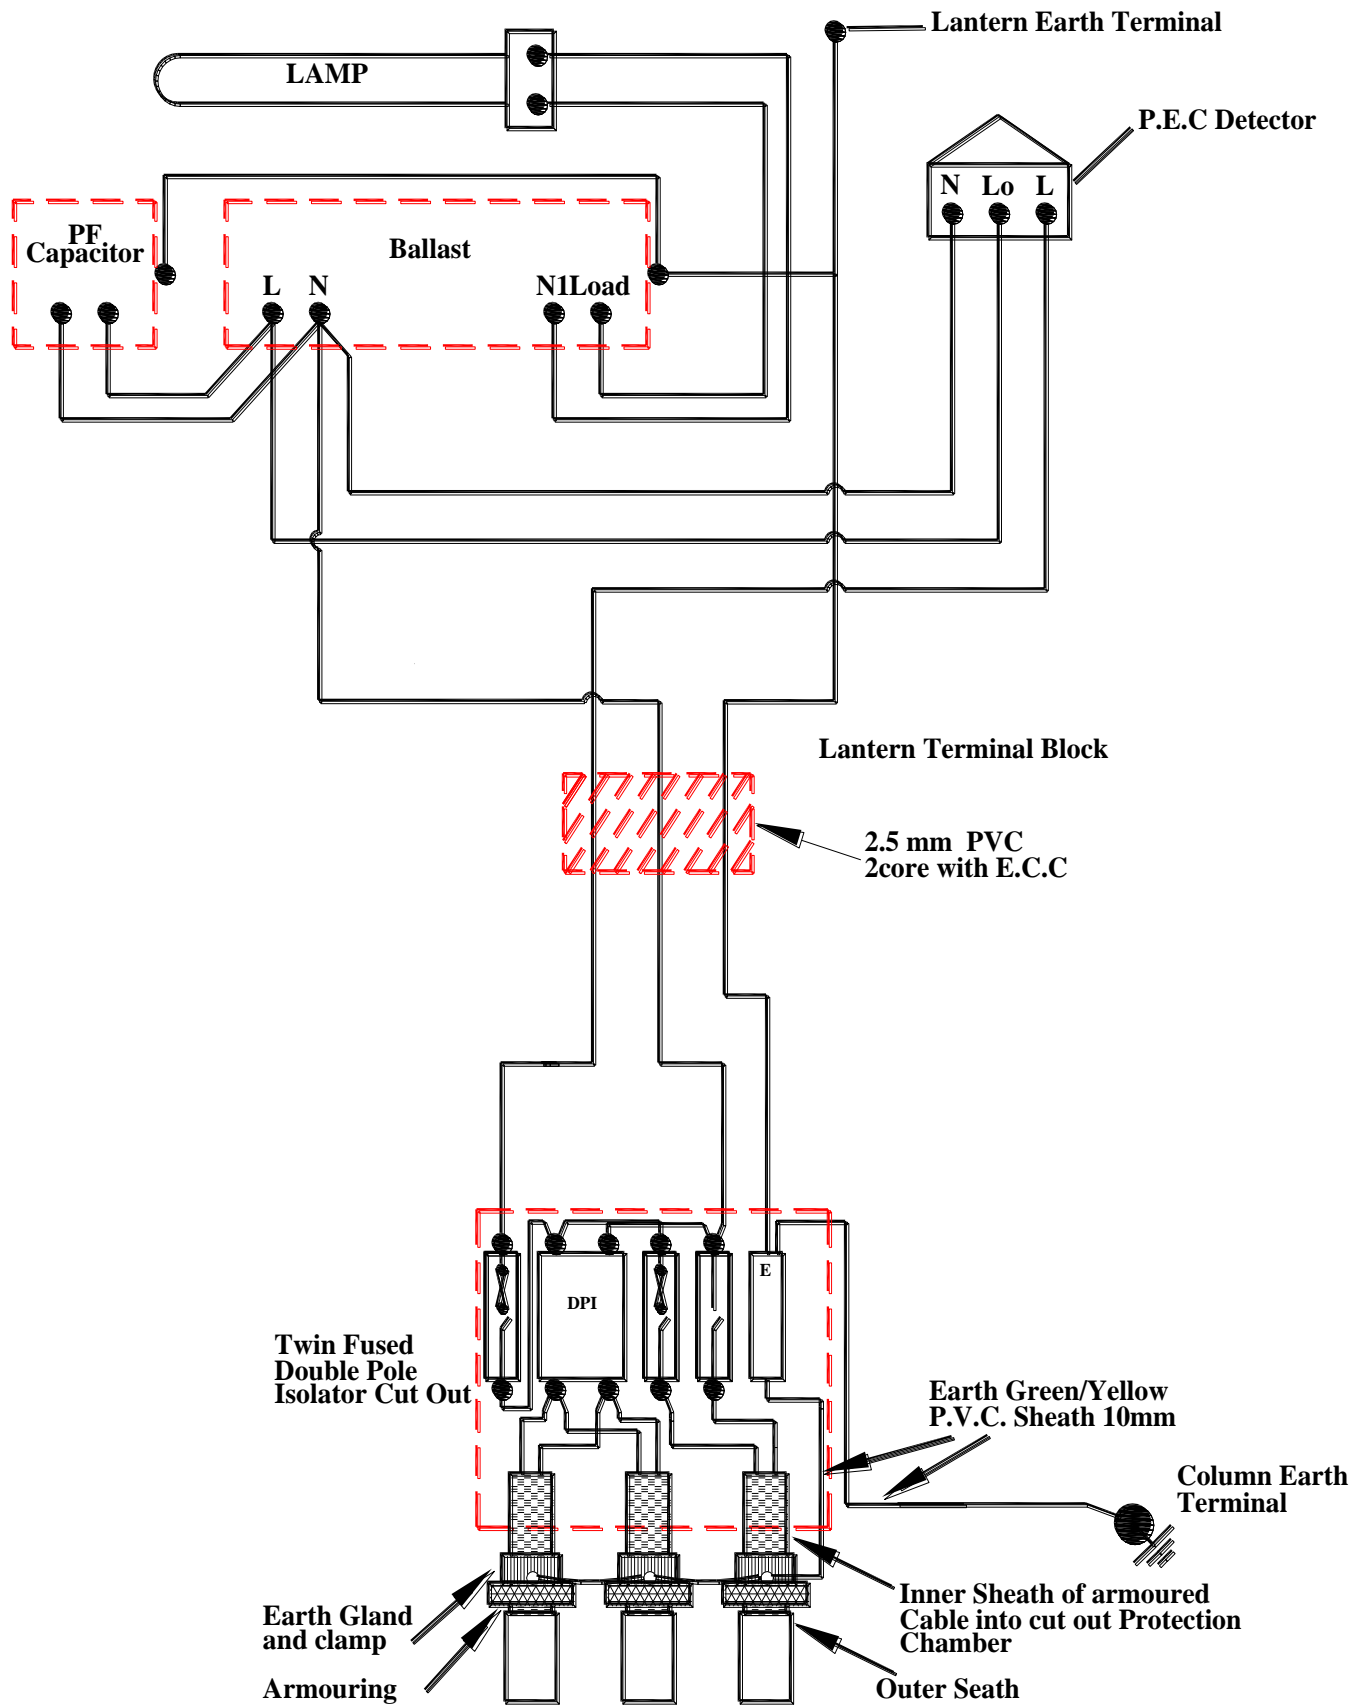 Lantern Earth Terminal
LAMP
P.E.C Detector
N Lo L
PF
Capacitor
Ballast
L N
N1Load
Lantern Terminal Block
2.5 mm PVC
2core with E.C.C
E
DPI
Twin Fused
Double Pole
Isolator Cut Out
Earth Green/Yellow
P.V.C. Sheath 10mm
Column Earth
Terminal
Inner Sheath of armoured
Cable into cut out Protection
Chamber
Earth Gland
and clamp
Armouring
Outer Seath